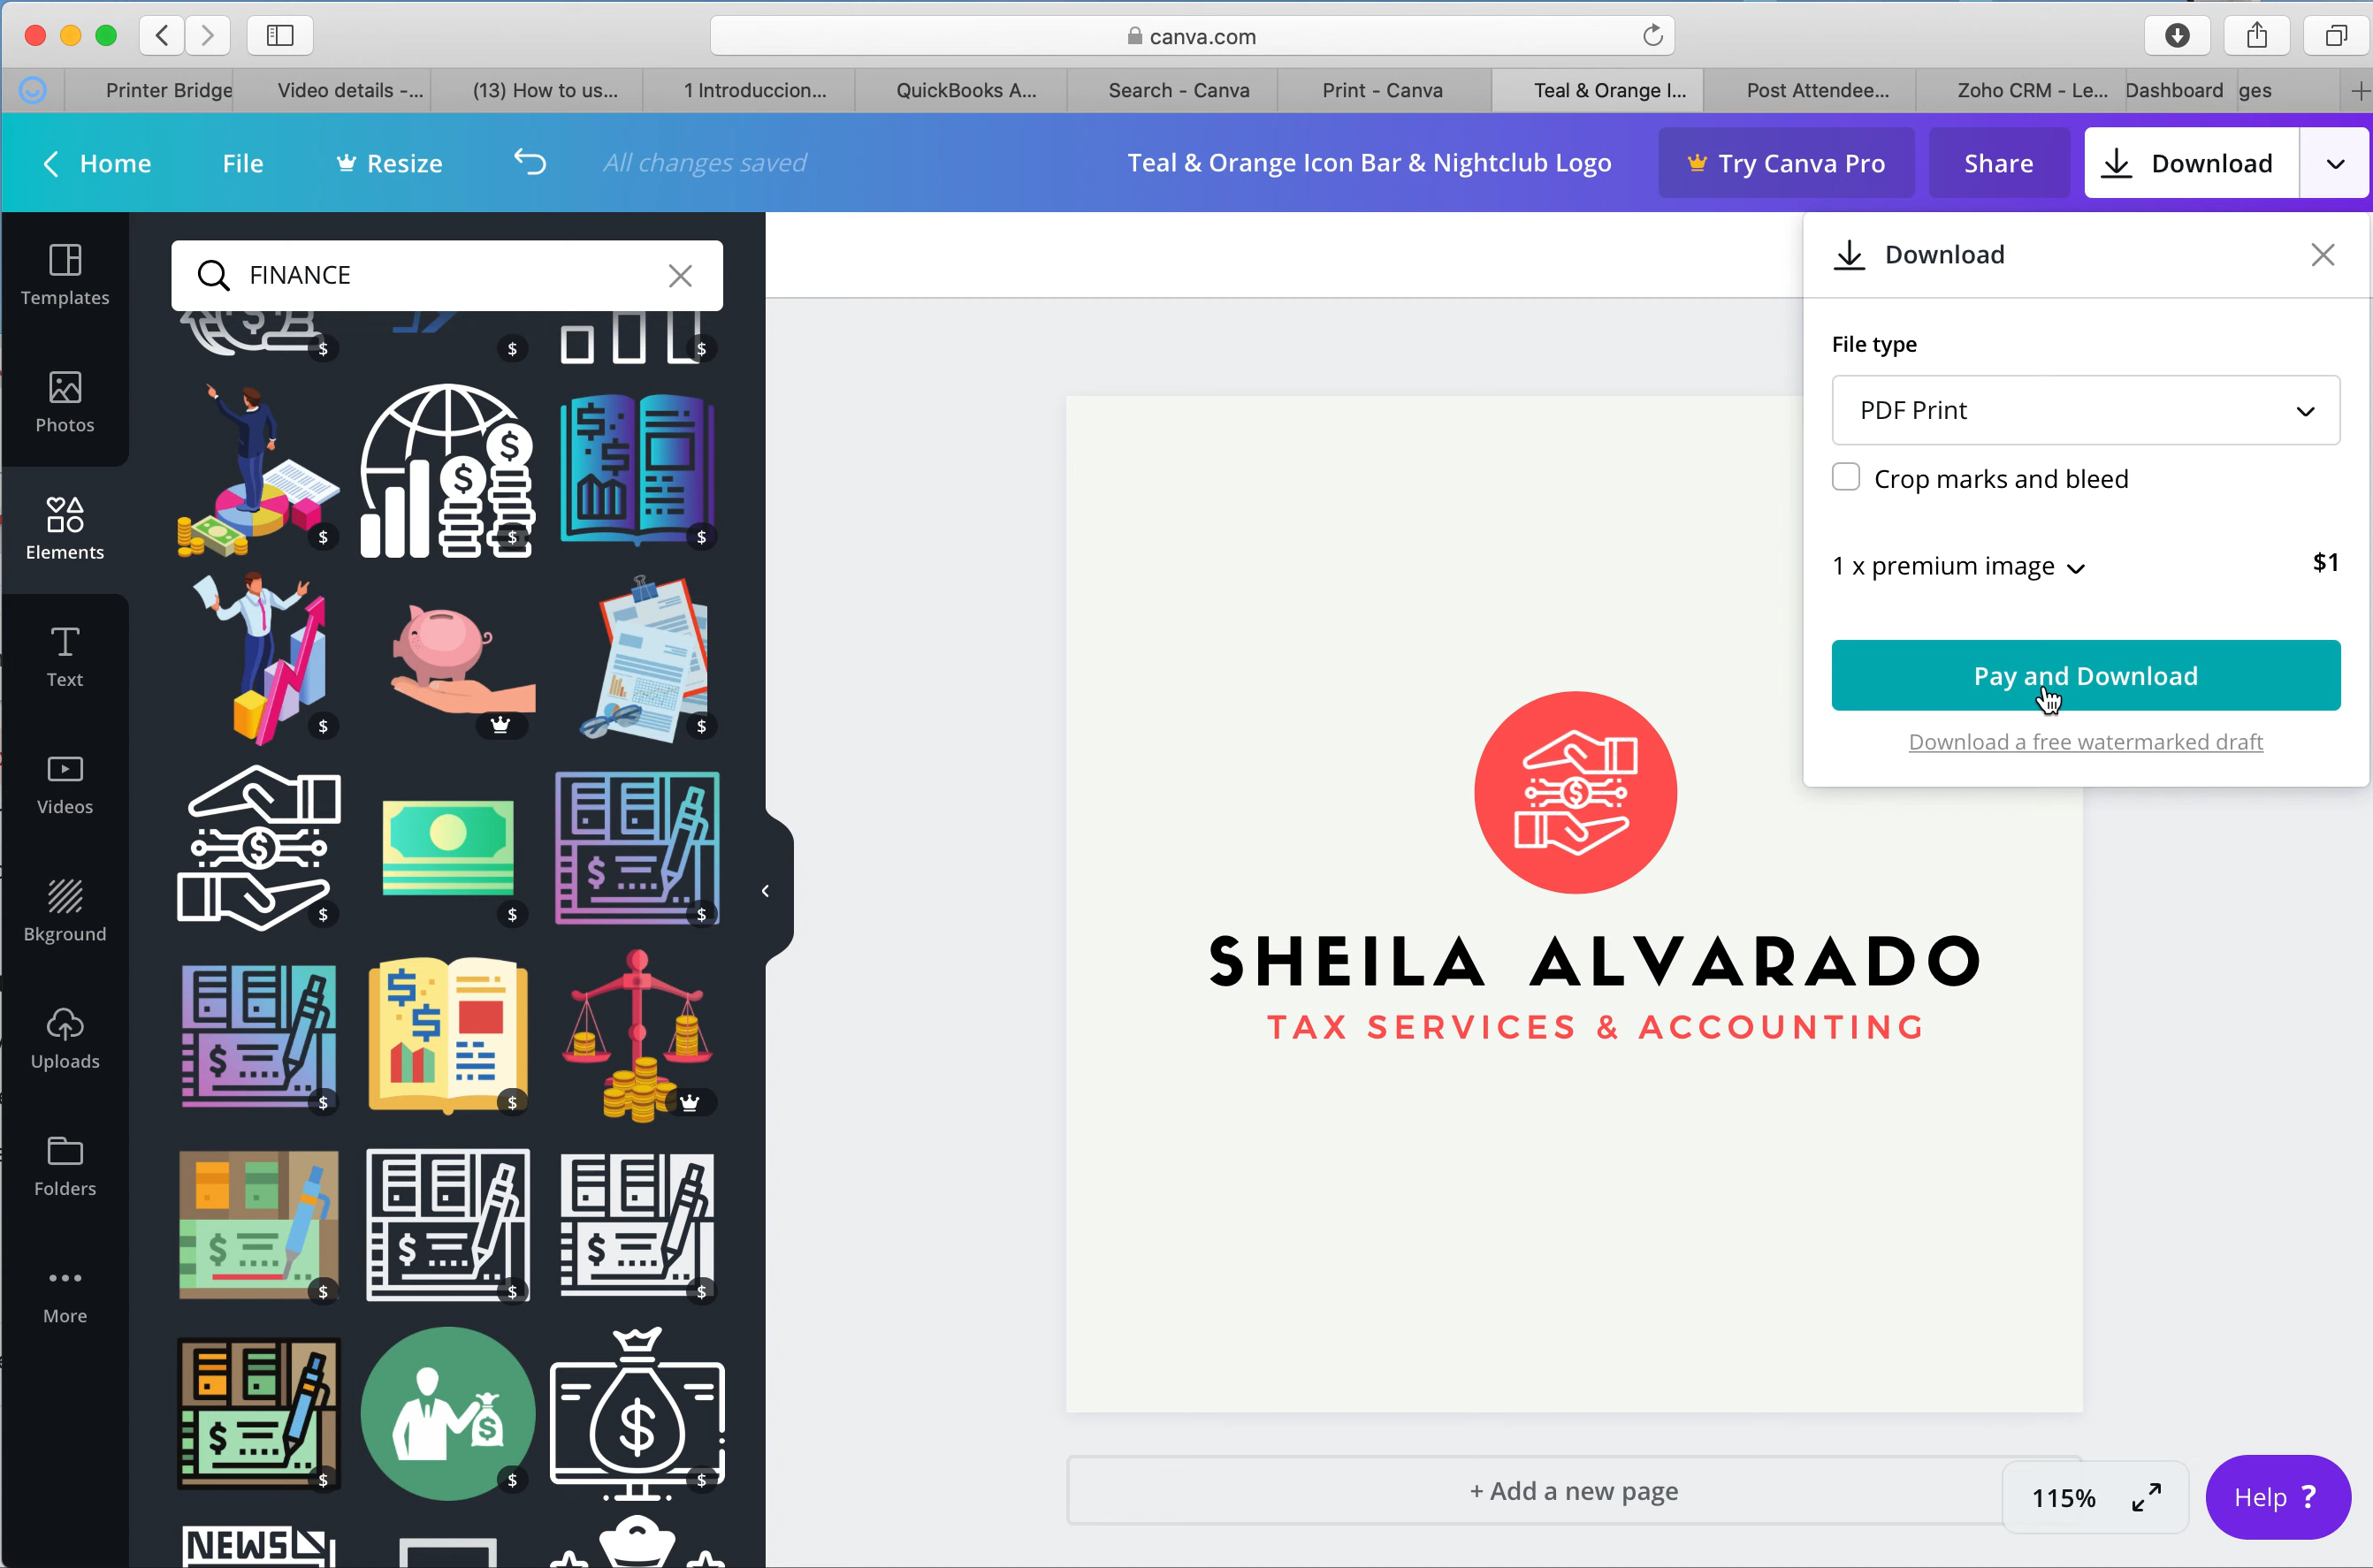 canva.com
Printer Bridge
Video details -...
(13) How to us...
1 Introduccion...
QuickBooks A...
Search - Canva
Print - Canva
Teal & Orange I...
Post Attendee...
Zoho CRM - Le...
Dashboard
ges
Home
File
Resize
All changes saved
Teal & Orange Icon Bar & Nightclub Logo
Try Canva Pro
Share
Download
Templates
Photos
Elements
Text
Videos
Bkground
Uploads
Folders
More
FINANCE
NEWS
Download
File type
PDF Print
Crop marks and bleed
1 x premium image
$1
Pay and Download
Download a free watermarked draft
SHEILA ALVARADO
TAX SERVICES & ACCOUNTING
+ Add a new page
115%
Help ?